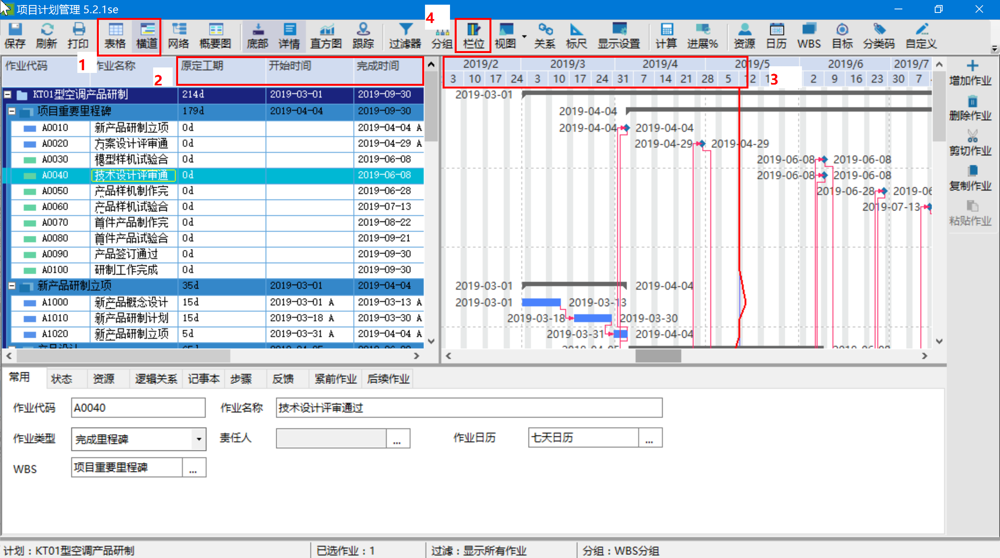 项目计划管理 5.2.1se
保存 刷新 打印 表格 横道 网络 概要图 底部 详情 直方图 跟踪 过滤器 分组 栏位 视图 关系 标尺 显示设置 计算 进展% 资源 日历 WBS 目标 分类码 自定义
1 2 3 4
作业代码 作业名称 原定工期 开始时间 完成时间
KT01型空调产品研制 214d 2019-03-01 2019-09-30
项目重要里程碑 179d 2019-04-04 2019-09-30
A0010 新产品研制立项 0d 2019-04-04 A
A0020 方案设计评审通 0d 2019-04-29 A
A0030 模型样机试验合 0d 2019-06-08
A0040 技术设计评审通 0d 2019-06-08
A0050 产品样机制作完 0d 2019-06-28
A0060 产品样机试验合 0d 2019-07-13
A0070 首件产品制作完 0d 2019-08-22
A0080 首件产品试验合 0d 2019-09-21
A0090 产品签订通过 0d 2019-09-30
A0100 研制工作完成 0d 2019-09-30
新产品研制立项 35d 2019-03-01 2019-04-04
A1000 新产品概念设计 15d 2019-03-01 A 2019-03-13 A
A1010 新产品研制计划 15d 2019-03-18 A 2019-03-30 A
A1020 新产品研制立项 5d 2019-03-31 A 2019-04-04 A
2019/2 2019/3 2019/4 2019/5 2019/6 2019/7
3 10 17 24 3 10 17 24 31 7 14 21 28 5 12 2 9 16 23 30 7
2019-03-01
2019-04-04
2019-04-04 2019-04-04
2019-04-29 2019-04-29
2019-06-08 2019-06-08
2019-06-08 2019-06-08
2019-06-28 2019-06
2019-07-13
2019-03-01 2019-04-04
2019-03-01 2019-03-13
2019-03-18 2019-03-30
2019-03-31 2019-04-04
增加作业
删除作业
剪切作业
复制作业
粘贴作业
常用 状态 资源 逻辑关系 记事本 步骤 反馈 紧前作业 后续作业
作业代码 A0040 作业名称 技术设计评审通过
作业类型 完成里程碑 责任人 ... 作业日历 七天日历 ...
WBS 项目重要里程碑 ...
计划：KT01型空调产品研制 已选作业：1 过滤：显示所有作业 分组：WBS分组